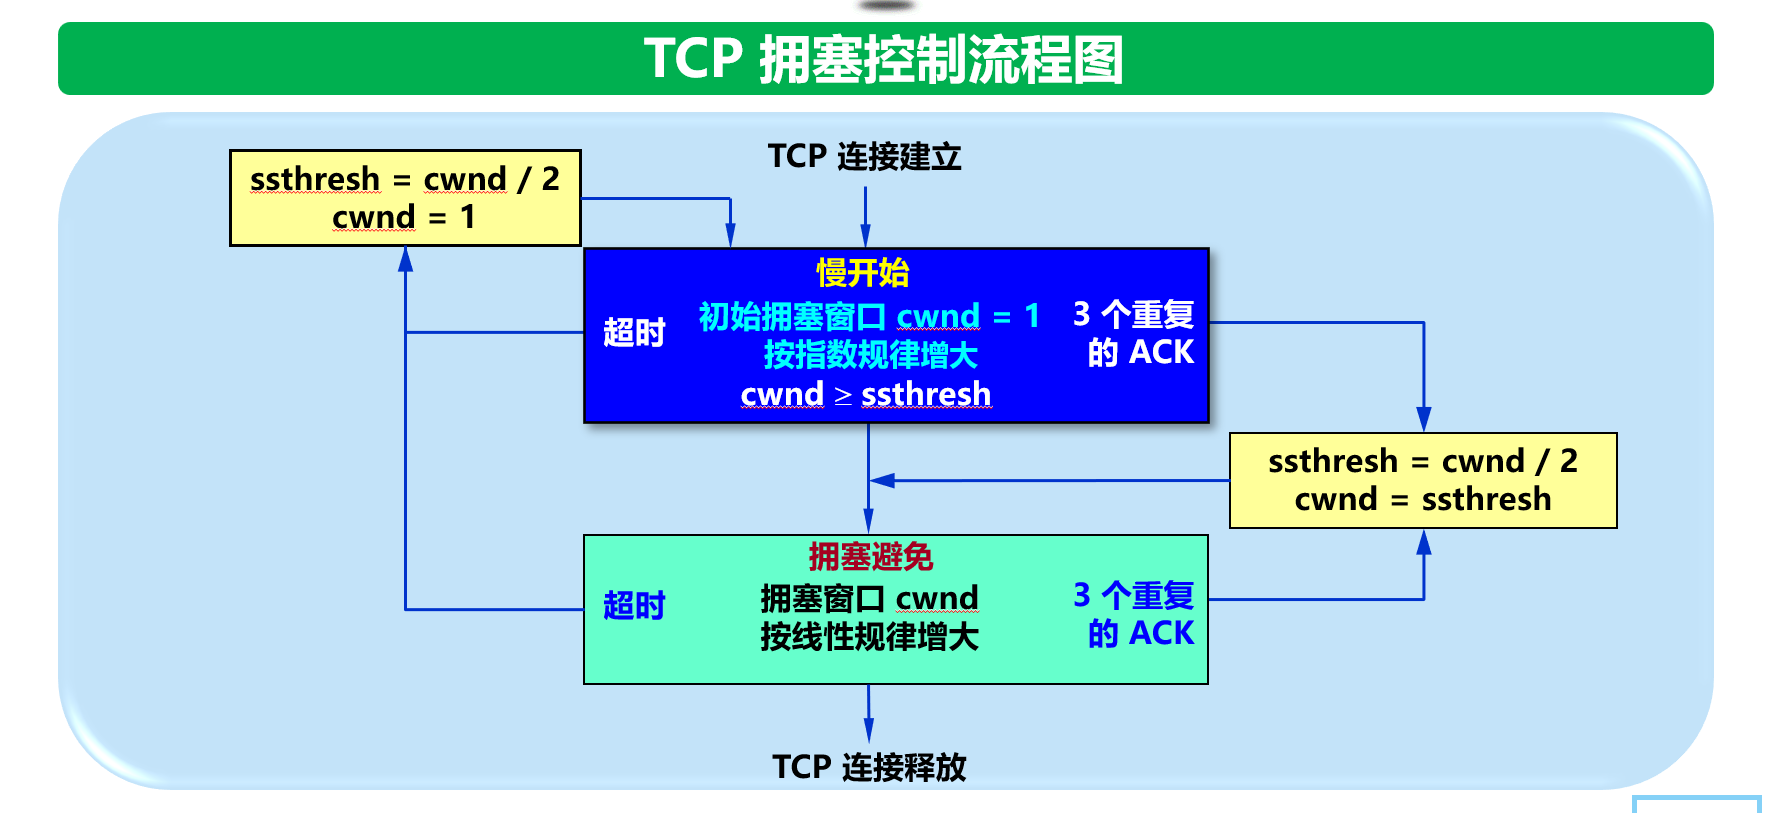 TCP 拥塞控制流程图
TCP 连接建立
ssthresh = cwnd / 2
cwnd = 1
慢开始
超时
初始拥塞窗口 cwnd = 1
按指数规律增大
cwnd ≥ ssthresh
3 个重复
的 ACK
ssthresh = cwnd / 2
cwnd = ssthresh
拥塞避免
超时
拥塞窗口 cwnd
按线性规律增大
3 个重复
的 ACK
TCP 连接释放